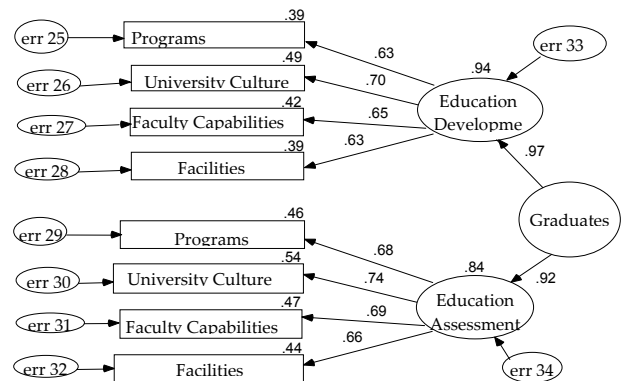 .39
err 25
Programs
.63
.94
err 33
.49
err 26
University Culture
.70
.42
err 27
Faculty Capabilities
.65
Education
Developme
.39
err 28
Facilities
.63
.97
Graduates
.46
err 29
Programs
.68
.84
.92
.54
err 30
University Culture
.74
.47
err 31
Faculty Capabilities
.69
Education
Assessment
.44
err 32
Facilities
.66
err 34